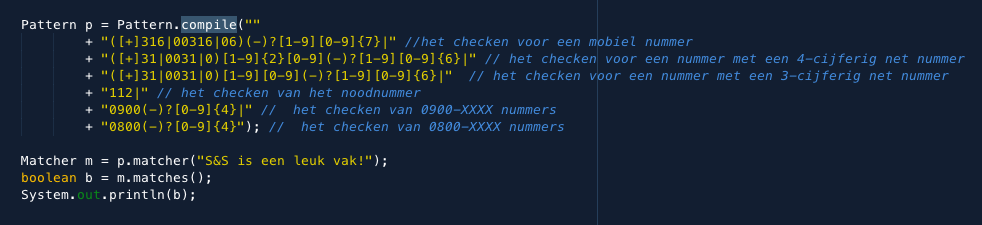 Pattern p = Pattern.compile(""
+ "([+]316|00316|06)(-)?[1-9][0-9]{7}|" //het checken voor een mobiel nummer
+ "([+]31|0031|0)[1-9]{2}[0-9](-)?[1-9][0-9]{6}|" // het checken voor een nummer met een 4-cijferig net nummer
+ "([+]31|0031|0)[1-9][0-9](-)?[1-9][0-9]{6}|"  // het checken voor een nummer met een 3-cijferig net nummer
+ "112|" // het checken van het noodnummer
+ "0900(-)?[0-9]{4}|" //  het checken van 0900-XXXX nummers
+ "0800(-)?[0-9]{4}"); //  het checken van 0800-XXXX nummers
Matcher m = p.matcher("S&S is een leuk vak!");
boolean b = m.matches();
System.out.println(b);